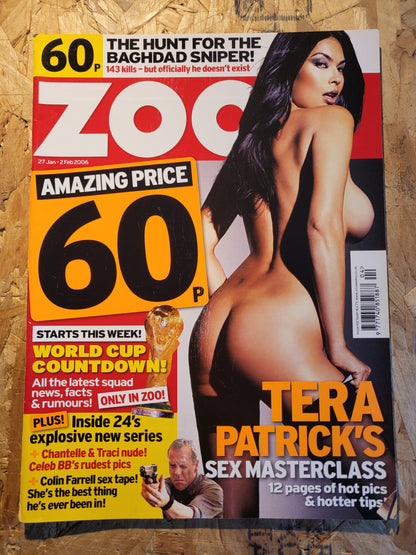 60P
THE HUNT FOR THE
BAGHDAD SNIPER!
143 kills – but officially he doesn't exist
ZOO
27 Jan - 2 Feb 2006
AMAZING PRICE
60P
STARTS THIS WEEK!
WORLD CUP
COUNTDOWN!
All the latest squad
news, facts
& rumours!
ONLY IN ZOO!
PLUS! Inside 24's
explosive new series
+ Chantelle & Traci nude!
Celeb BB's rudest pics
+ Colin Farrell sex tape!
She's the best thing
he's ever been in!
TERA
PATRICK'S
SEX MASTERCLASS
12 pages of hot pics
& hotter tips
04